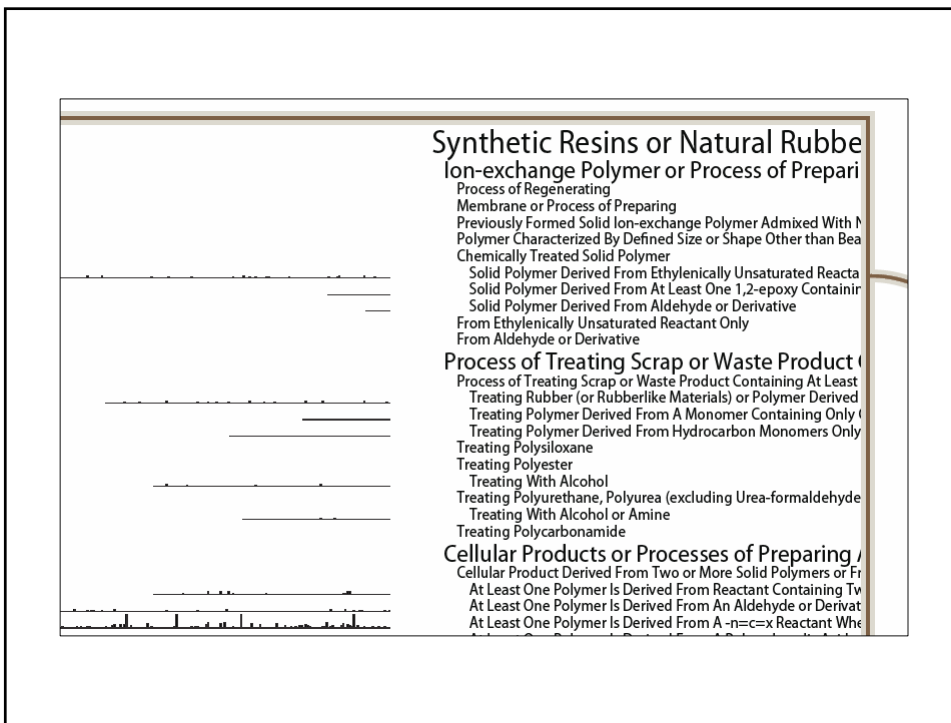 Synthetic Resins or Natural Rubbe
Ion-exchange Polymer or Process of Prepari
Process of Regenerating
Membrane or Process of Preparing
Previously Formed Solid Ion-exchange Polymer Admixed With N
Polymer Characterized By Defined Size or Shape Other than Bea
Chemically Treated Solid Polymer
Solid Polymer Derived From Ethylenically Unsaturated Reacta
Solid Polymer Derived From At Least One 1,2-epoxy Containin
Solid Polymer Derived From Aldehyde or Derivative
From Ethylenically Unsaturated Reactant Only
From Aldehyde or Derivative
Process of Treating Scrap or Waste Product
Process of Treating Scrap or Waste Product Containing At Least
Treating Rubber (or Rubberlike Materials) or Polymer Derived
Treating Polymer Derived From A Monomer Containing Only
Treating Polymer Derived From Hydrocarbon Monomers Only
Treating Polysiloxane
Treating Polyester
Treating With Alcohol
Treating Polyurethane, Polyurea (excluding Urea-formaldehyde
Treating With Alcohol or Amine
Treating Polycarbonamide
Cellular Products or Processes of Preparing A
Cellular Product Derived From Two or More Solid Polymers or Fr
At Least One Polymer Is Derived From Reactant Containing Tw
At Least One Polymer Is Derived From An Aldehyde or Derivat
At Least One Polymer Is Derived From A -n=c=x Reactant Whe